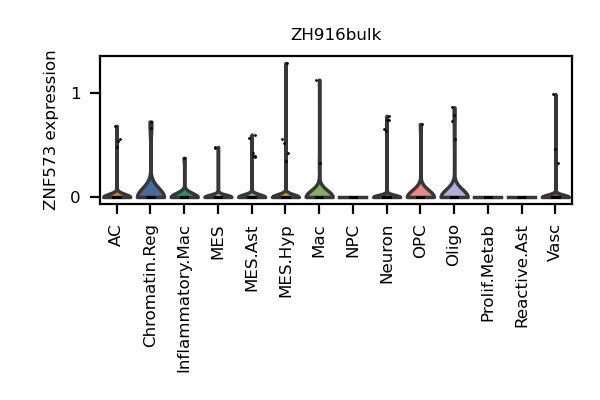 ZH916bulk
ZNF573 expression
1
0
AC
Chromatin.Reg
Inflammatory.Mac
MES
MES.Ast
MES.Hyp
Mac
NPC
Neuron
OPC
Oligo
Prolif.Metab
Reactive.Ast
Vasc